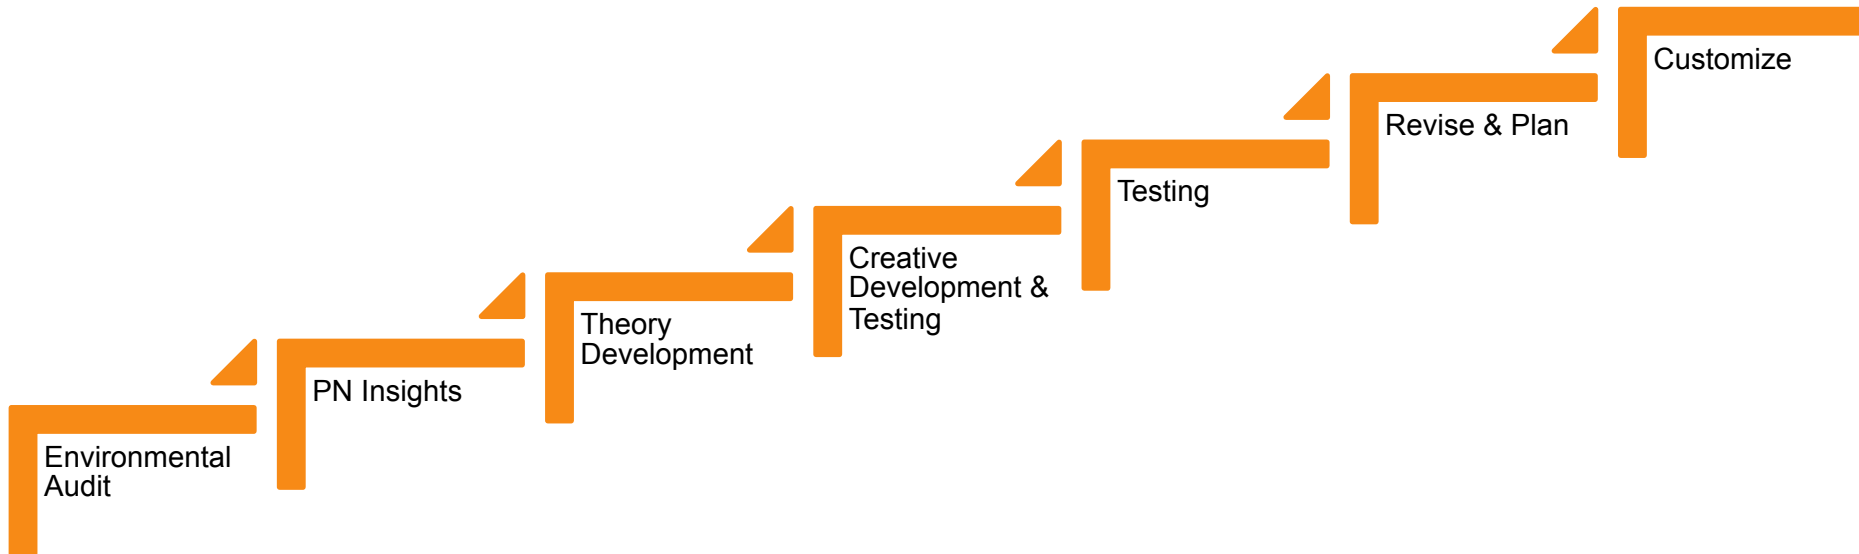 Environmental
Audit
PN Insights
Theory
Development
Creative
Development &
Testing
Testing
Revise & Plan
Customize